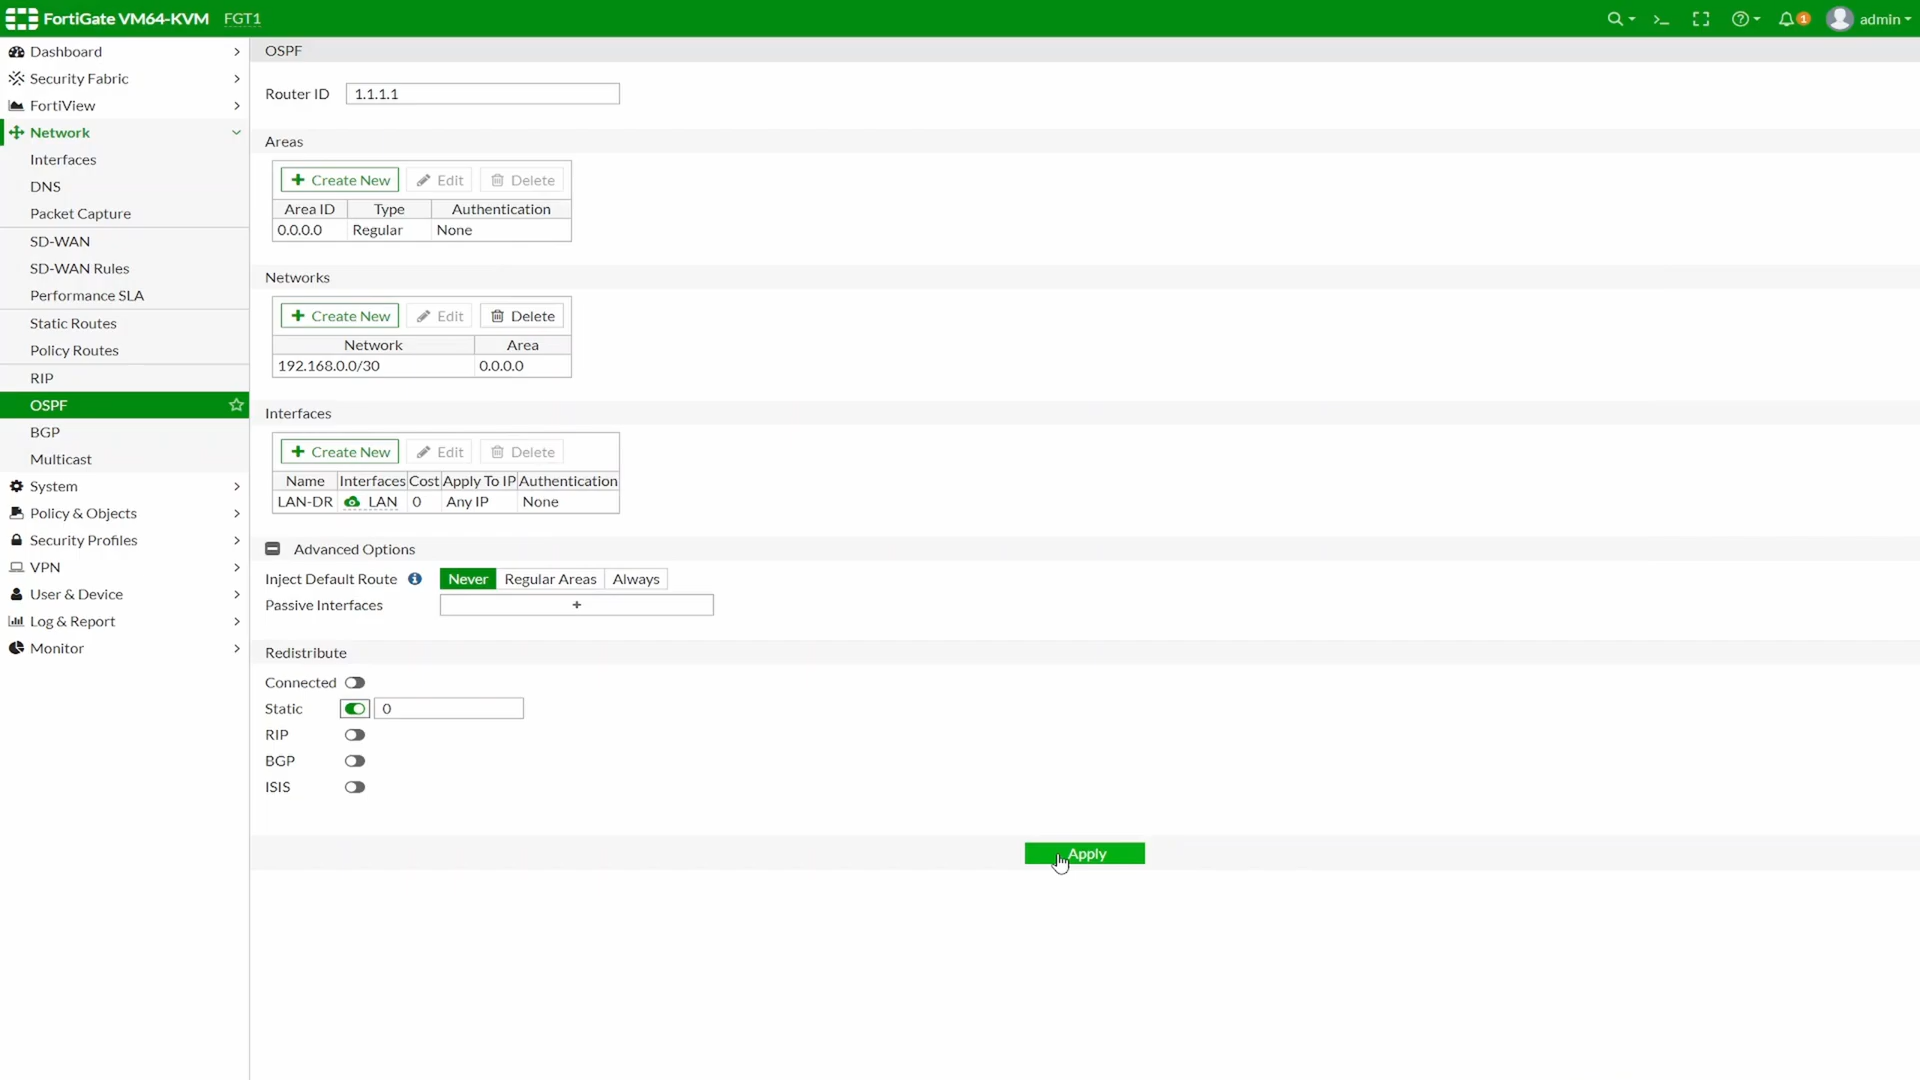 FortiGate VM64-KVM FGT1 1 admin
Dashboard
Security Fabric
FortiView
Network
Interfaces
DNS
Packet Capture
SD-WAN
SD-WAN Rules
Performance SLA
Static Routes
Policy Routes
RIP
OSPF
BGP
Multicast
System
Policy & Objects
Security Profiles
VPN
User & Device
Log & Report
Monitor
OSPF
Router ID 1.1.1.1
Areas
+ Create New Edit Delete
Area ID Type Authentication
0.0.0.0 Regular None
Networks
+ Create New Edit Delete
Network Area
192.168.0.0/30 0.0.0.0
Interfaces
+ Create New Edit Delete
Name Interfaces Cost Apply To IP Authentication
LAN-DR LAN 0 Any IP None
Advanced Options
Inject Default Route Never Regular Areas Always
Passive Interfaces +
Redistribute
Connected
Static 0
RIP
BGP
ISIS
Apply